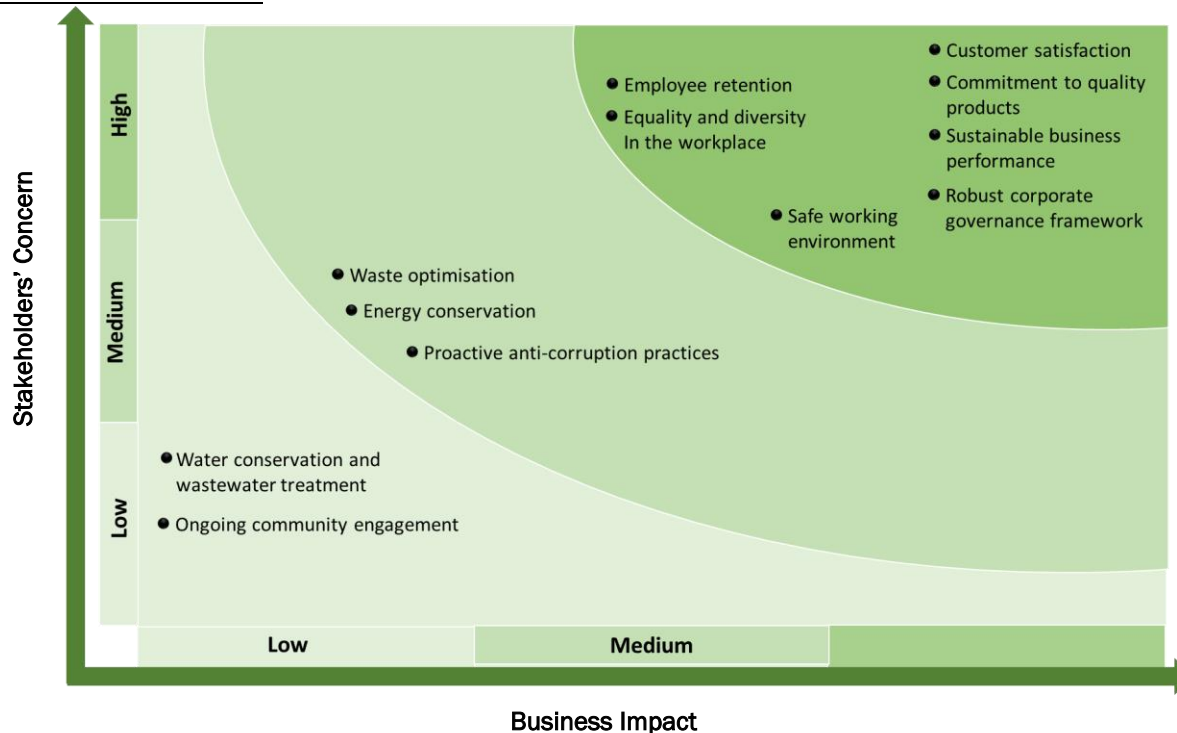 Stakeholders' Concern
High
Medium
Low
Customer satisfaction
Commitment to quality
products
Sustainable business
performance
Robust corporate
governance framework
Employee retention
Equality and diversity
In the workplace
Safe working
environment
Waste optimisation
Energy conservation
Proactive anti-corruption practices
Water conservation and
wastewater treatment
Ongoing community engagement
Low
Medium
Business Impact